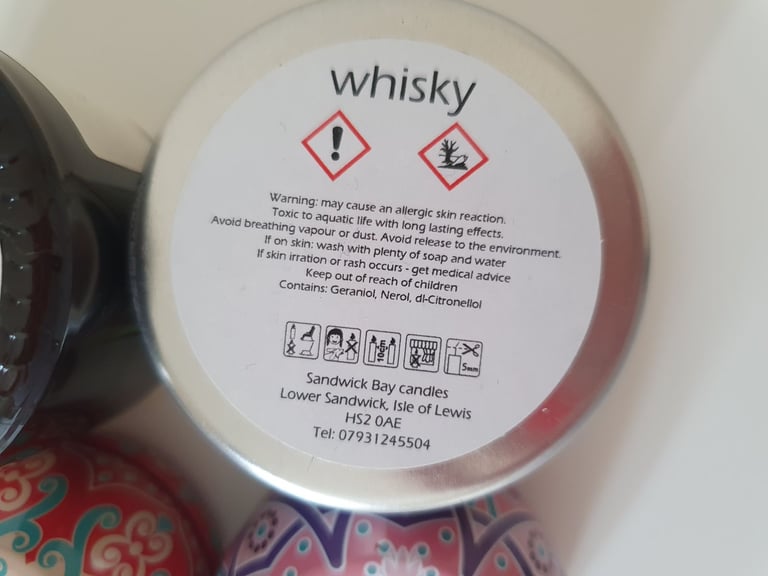 whisky
Warning: may cause an allergic skin reaction.
Toxic to aquatic life with long lasting effects.
Avoid breathing vapour or dust. Avoid release to the environment.
If on skin: wash with plenty of soap and water
If skin irration or rash occurs - get medical advice
Keep out of reach of children
Contains: Geraniol, Nerol, dl-Citronellol
10cm
5mm
Sandwick Bay candles
Lower Sandwick, Isle of Lewis
HS2 0AE
Tel: 07931245504